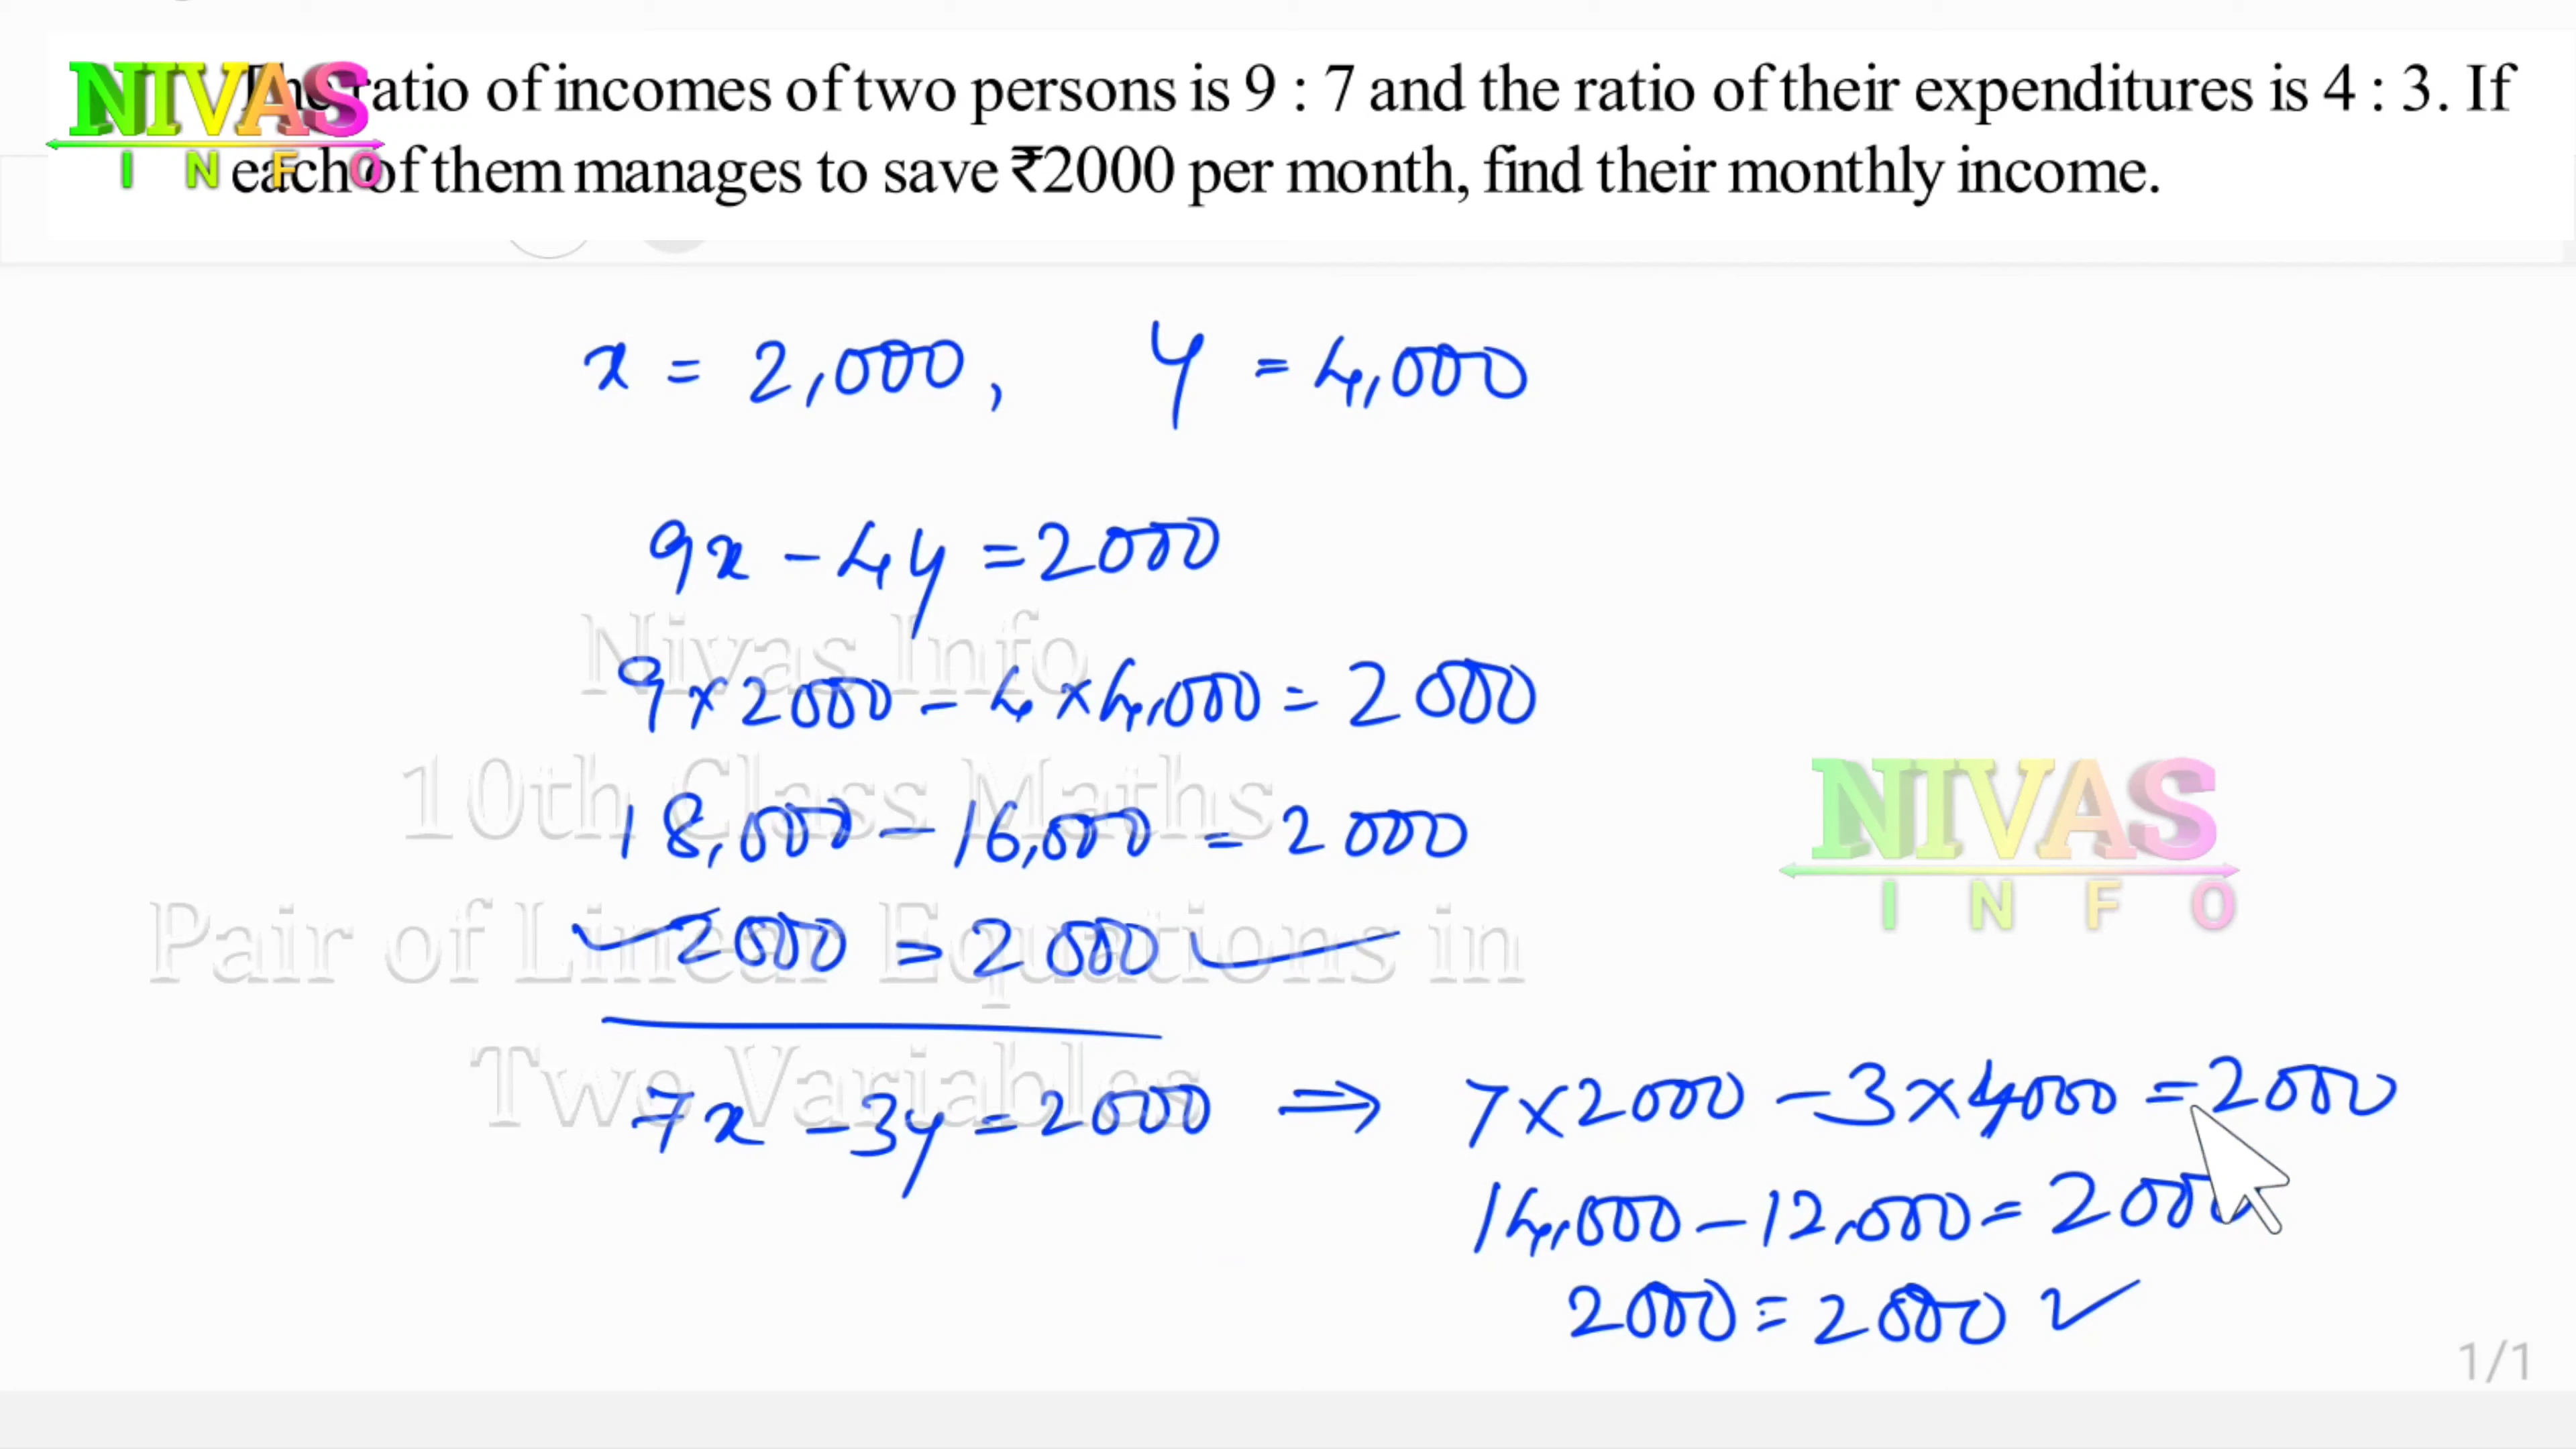 NIVAS
INFO
The ratio of incomes of two persons is 9 : 7 and the ratio of their expenditures is 4 : 3. If
each of them manages to save ₹2000 per month, find their monthly income.
x = 2,000, y = 4,000
9x - 4y = 2000
Nivas Info
9 × 2000 - 4 × 4,000 = 2000
10th Class Maths
18,000 - 16,000 = 2000
NIVAS
INFO
Pair of Linear Equations in
2000 = 2000
Two Variables
7x - 3y = 2000 ⇒ 7 × 2000 - 3 × 4000 = 2000
14,000 - 12,000 = 2000
2000 = 2000 ✓
1/1